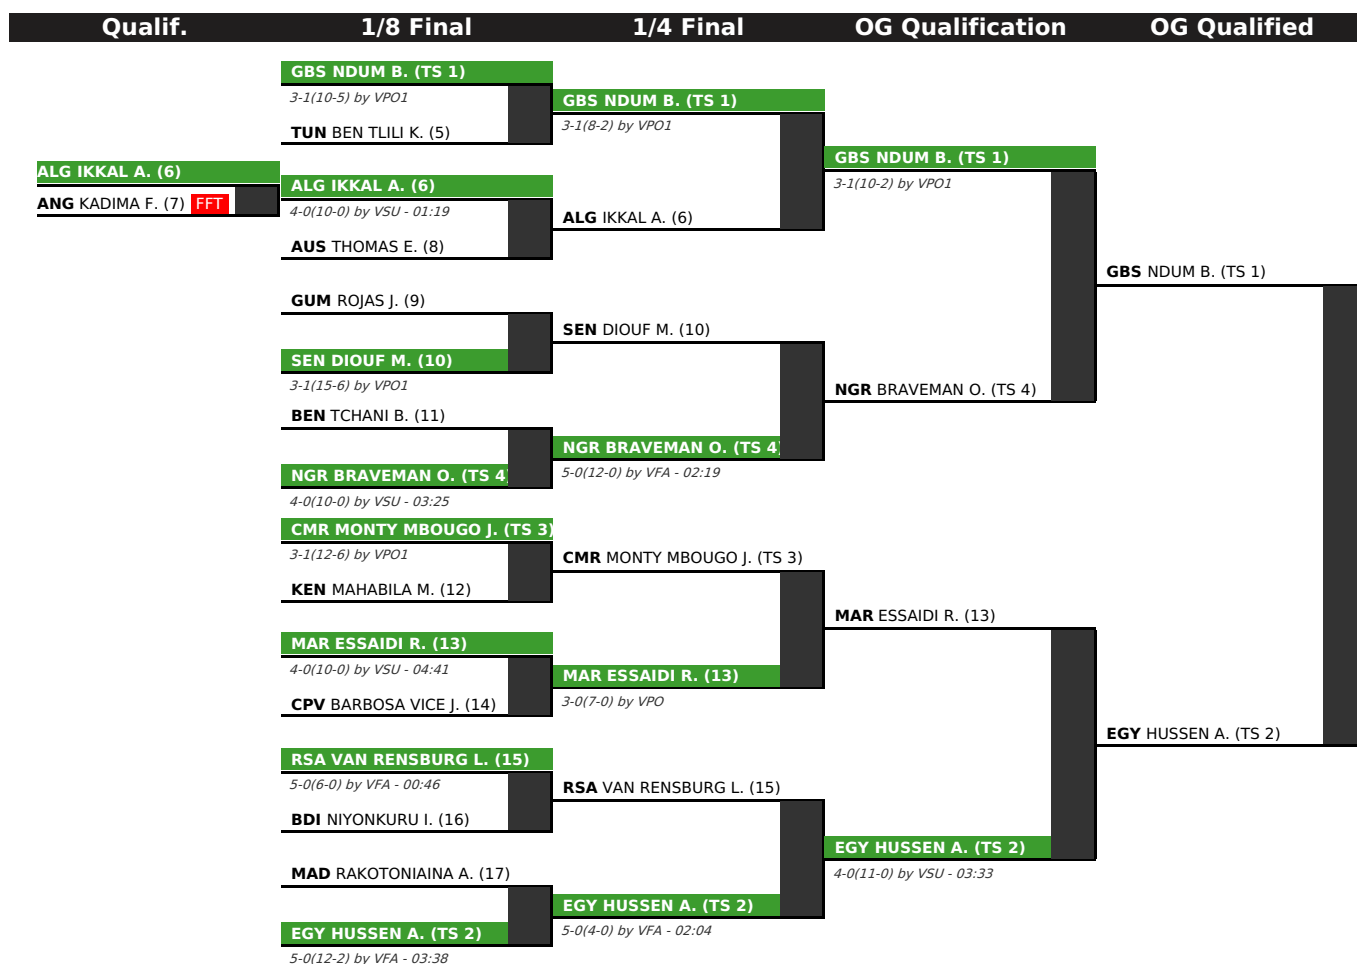 Qualif.
1/8 Final
1/4 Final
OG Qualification
OG Qualified
ALG IKKAL A. (6)
ANG KADIMA F. (7) FFT
GBS NDUM B. (TS 1)
3-1(10-5) by VPO1
TUN BEN TLILI K. (5)
ALG IKKAL A. (6)
4-0(10-0) by VSU - 01:19
AUS THOMAS E. (8)
GUM ROJAS J. (9)
SEN DIOUF M. (10)
3-1(15-6) by VPO1
BEN TCHANI B. (11)
NGR BRAVEMAN O. (TS 4)
4-0(10-0) by VSU - 03:25
CMR MONTY MBOUGO J. (TS 3)
3-1(12-6) by VPO1
KEN MAHABILA M. (12)
MAR ESSAIDI R. (13)
4-0(10-0) by VSU - 04:41
CPV BARBOSA VICE J. (14)
RSA VAN RENSBURG L. (15)
5-0(6-0) by VFA - 00:46
BDI NIYONKURU I. (16)
MAD RAKOTONIAINA A. (17)
EGY HUSSEN A. (TS 2)
5-0(12-2) by VFA - 03:38
GBS NDUM B. (TS 1)
3-1(8-2) by VPO1
ALG IKKAL A. (6)
SEN DIOUF M. (10)
NGR BRAVEMAN O. (TS 4)
5-0(12-0) by VFA - 02:19
CMR MONTY MBOUGO J. (TS 3)
MAR ESSAIDI R. (13)
3-0(7-0) by VPO
RSA VAN RENSBURG L. (15)
EGY HUSSEN A. (TS 2)
5-0(4-0) by VFA - 02:04
GBS NDUM B. (TS 1)
3-1(10-2) by VPO1
NGR BRAVEMAN O. (TS 4)
MAR ESSAIDI R. (13)
EGY HUSSEN A. (TS 2)
4-0(11-0) by VSU - 03:33
GBS NDUM B. (TS 1)
EGY HUSSEN A. (TS 2)